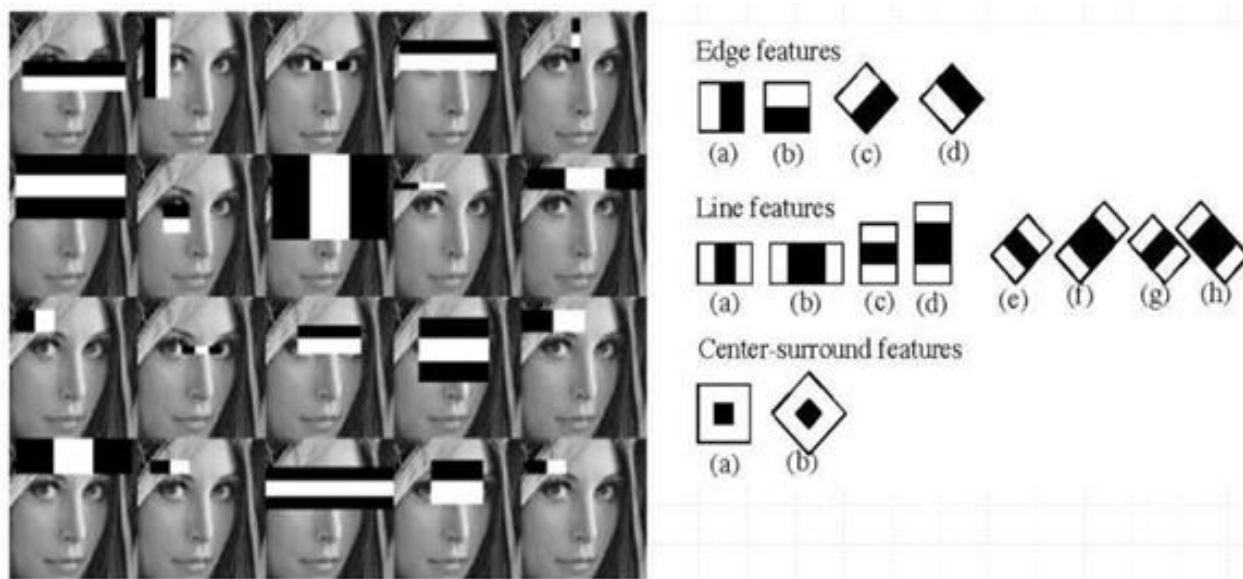 Edge features
(a) (b) (c) (d)
Line features
(a) (b) (c) (d) (e) (f) (g) (h)
Center-surround features
(a) (b)